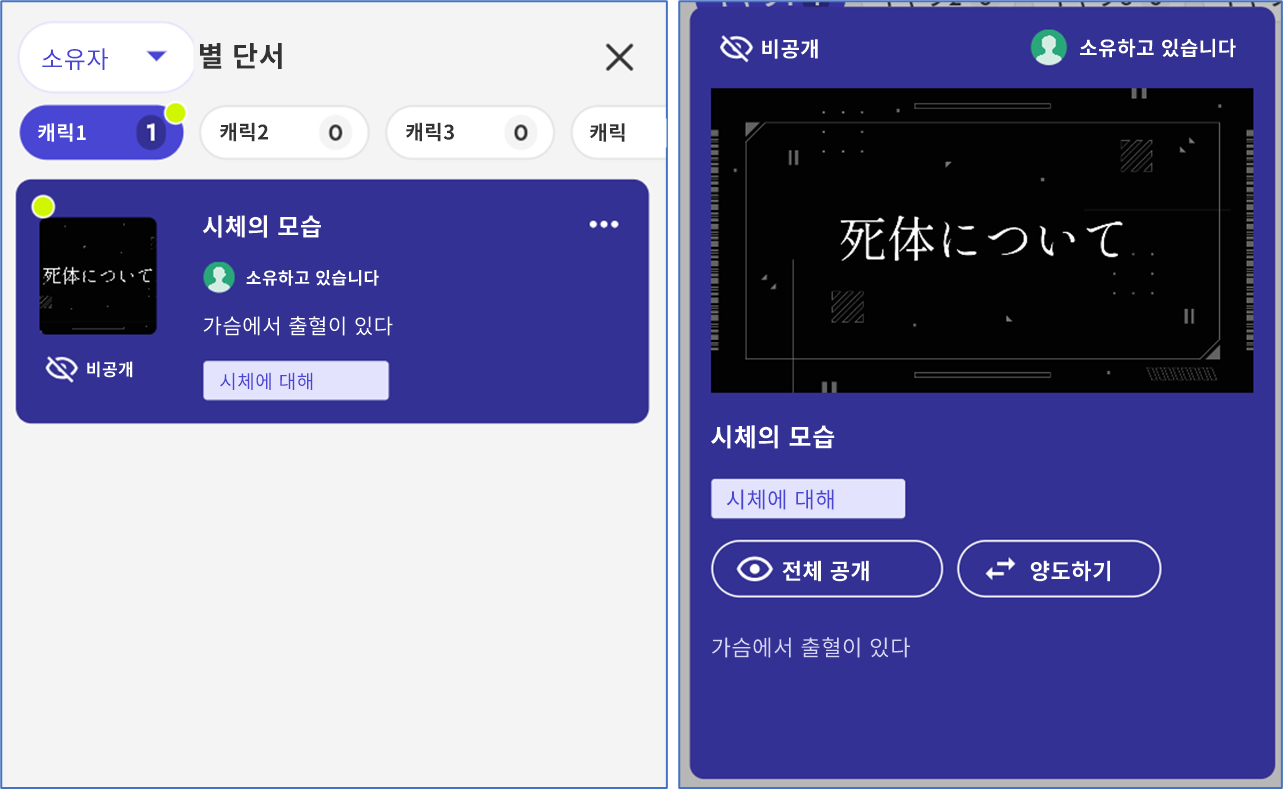 소유자 별 단서
캐릭1 1 캐릭2 0 캐릭3 0 캐릭
시체의 모습
소유하고 있습니다
死体について
가슴에서 출혈이 있다
비공개
시체에 대해
비공개 소유하고 있습니다
死体について
시체의 모습
시체에 대해
전체 공개 양도하기
가슴에서 출혈이 있다